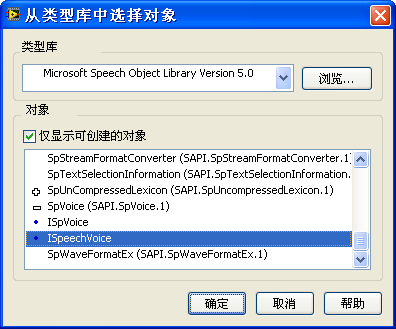 从类型库中选择对象
类型库
Microsoft Speech Object Library Version 5.0
浏览...
对象
仅显示可创建的对象
SpStreamFormatConverter (SAPI.SpStreamFormatConverter.1)
SpTextSelectionInformation (SAPI.SpTextSelectionInformation.
SpUnCompressedLexicon (SAPI.SpUncompressedLexicon.1)
SpVoice (SAPI.SpVoice.1)
ISpVoice
ISpeechVoice
SpWaveFormatEx (SAPI.SpWaveFormatEx.1)
确定 取消 帮助